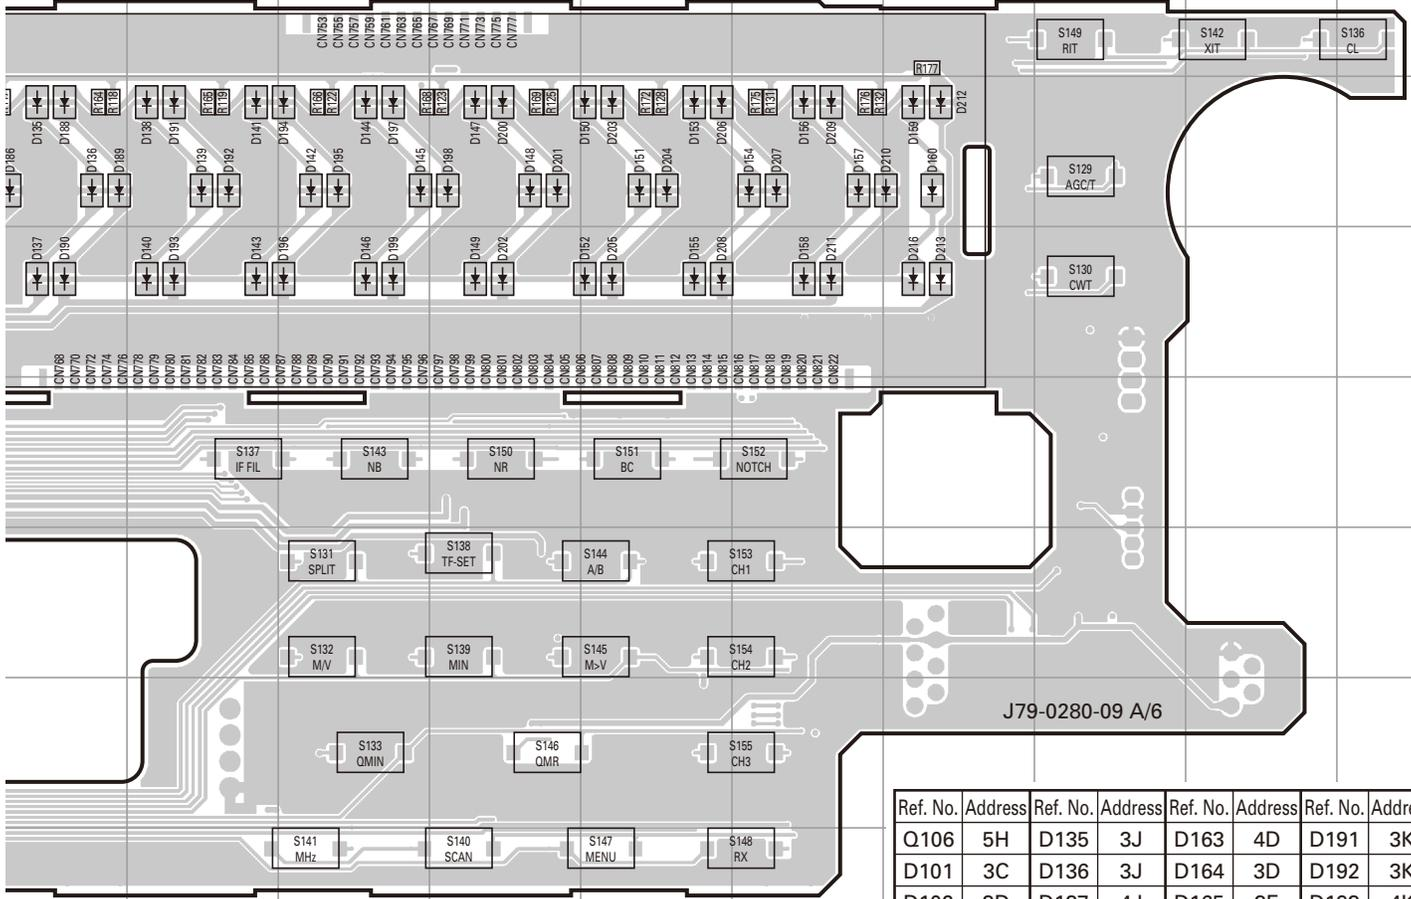 CN753 CN755 CN757 CN759 CN761 CN763 CN765 CN767 CN769 CN771 CN773 CN775 CN777
S149 S142 S136
RIT XIT CL
R177
R164 R118 R165 R119 R166 R122 R168 R123 R169 R125 R172 R128 R175 R131 R176 R132 D212
D135 D188 D138 D191 D141 D194 D144 D197 D147 D200 D150 D203 D153 D206 D156 D209 D159
D186 D136 D189 D139 D192 D142 D195 D145 D198 D148 D201 D151 D204 D154 D207 D157 D210 D160
S129
AGC/T
D137 D190 D140 D193 D143 D196 D146 D199 D149 D202 D152 D205 D155 D208 D158 D211 D216 D213
S130
CWT
CN768 CN770 CN772 CN774 CN776 CN778 CN779 CN780 CN781 CN782 CN783 CN784 CN785 CN786 CN787 CN788 CN789 CN790 CN791 CN792 CN793 CN794 CN795 CN796 CN797 CN798 CN799 CN800 CN801 CN802 CN803 CN804 CN805 CN806 CN807 CN808 CN809 CN810 CN811 CN812 CN813 CN814 CN815 CN816 CN817 CN818 CN819 CN820 CN821 CN822
S137 S143 S150 S151 S152
IF FIL NB NR BC NOTCH
S131 S138 S144 S153
SPLIT TF-SET A/B CH1
S132 S139 S145 S154
M/V MIN M>V CH2
J79-0280-09 A/6
S133 S146 S155
QMIN QMR CH3
Ref. No. Address Ref. No. Address Ref. No. Address Ref. No.
Q106 5H D135 3J D163 4D D191 3K
S141 S140 S147 S148
MHz SCAN MENU RX
D101 3C D136 3J D164 3D D192 3K